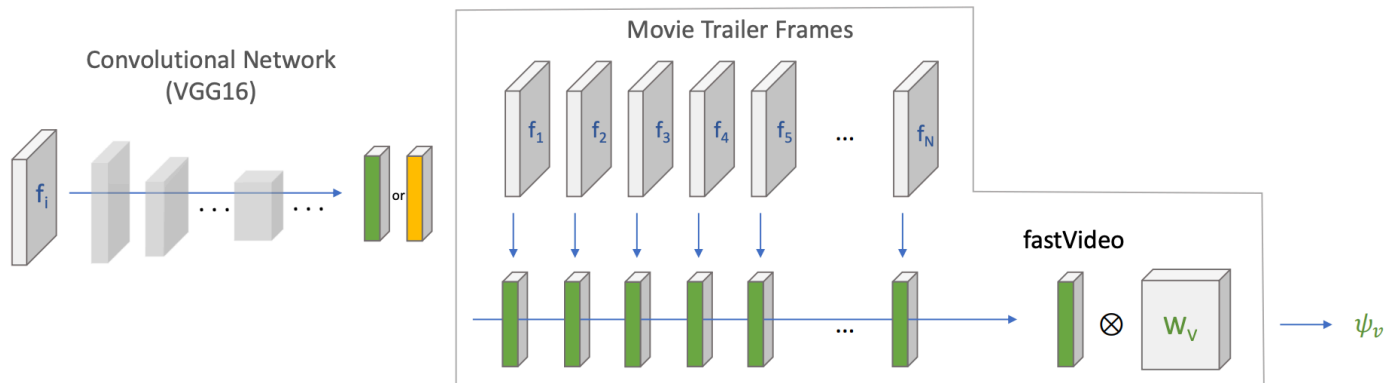 Movie Trailer Frames
Convolutional Network
(VGG16)
f1 f2 f3 f4 f5 ... fN
fi ... ... or
fastVideo
... ⊗ WV ψv